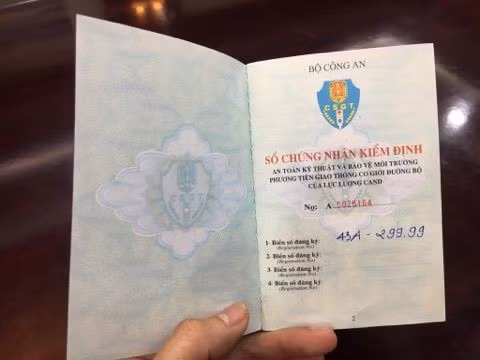 BỘ CÔNG AN
CSGT
SỔ CHỨNG NHẬN KIỂM ĐỊNH
AN TOÀN KỸ THUẬT VÀ BẢO VỆ MÔI TRƯỜNG
PHƯƠNG TIỆN GIAO THÔNG CƠ GIỚI ĐƯỜNG BỘ
CỦA LỰC LƯỢNG CAND
No: A 0025164
1- Biển số đăng ký: 43A - 299.99
(Registration No)
2- Biển số đăng ký:
(Registration No)
3- Biển số đăng ký:
(Registration No)
4- Biển số đăng ký:
(Registration No)
2